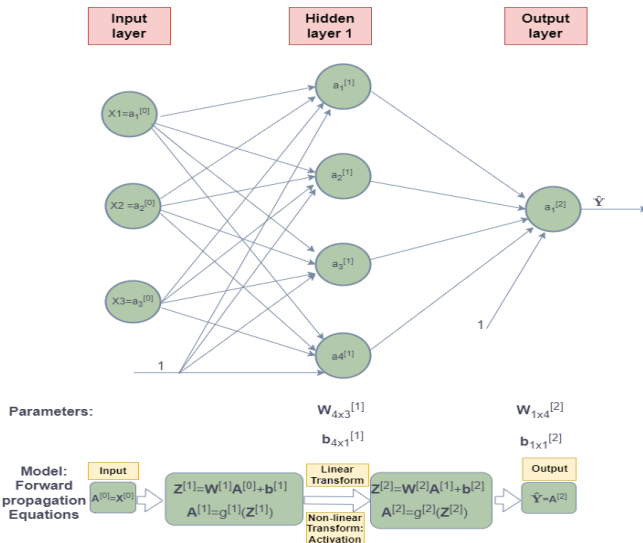 Input
layer
Hidden
layer 1
Output
layer
X1=a₁[0]
X2 =a₂[0]
X3=a₃[0]
1
a₁[1]
a₂[1]
a₃[1]
a4[1]
a₁[2]
Ŷ
1
Parameters:
W₄ₓ₃[1]
b₄ₓ₁[1]
W₁ₓ₄[2]
b₁ₓ₁[2]
Model:
Forward
propagation
Equations
Input
A[0]=X[0]
Z[1]=W[1]A[0]+b[1]
A[1]=g[1](Z[1])
Linear
Transform
Non-linear
Transform:
Activation
Z[2]=W[2]A[1]+b[2]
A[2]=g[2](Z[2])
Output
Ŷ=A[2]